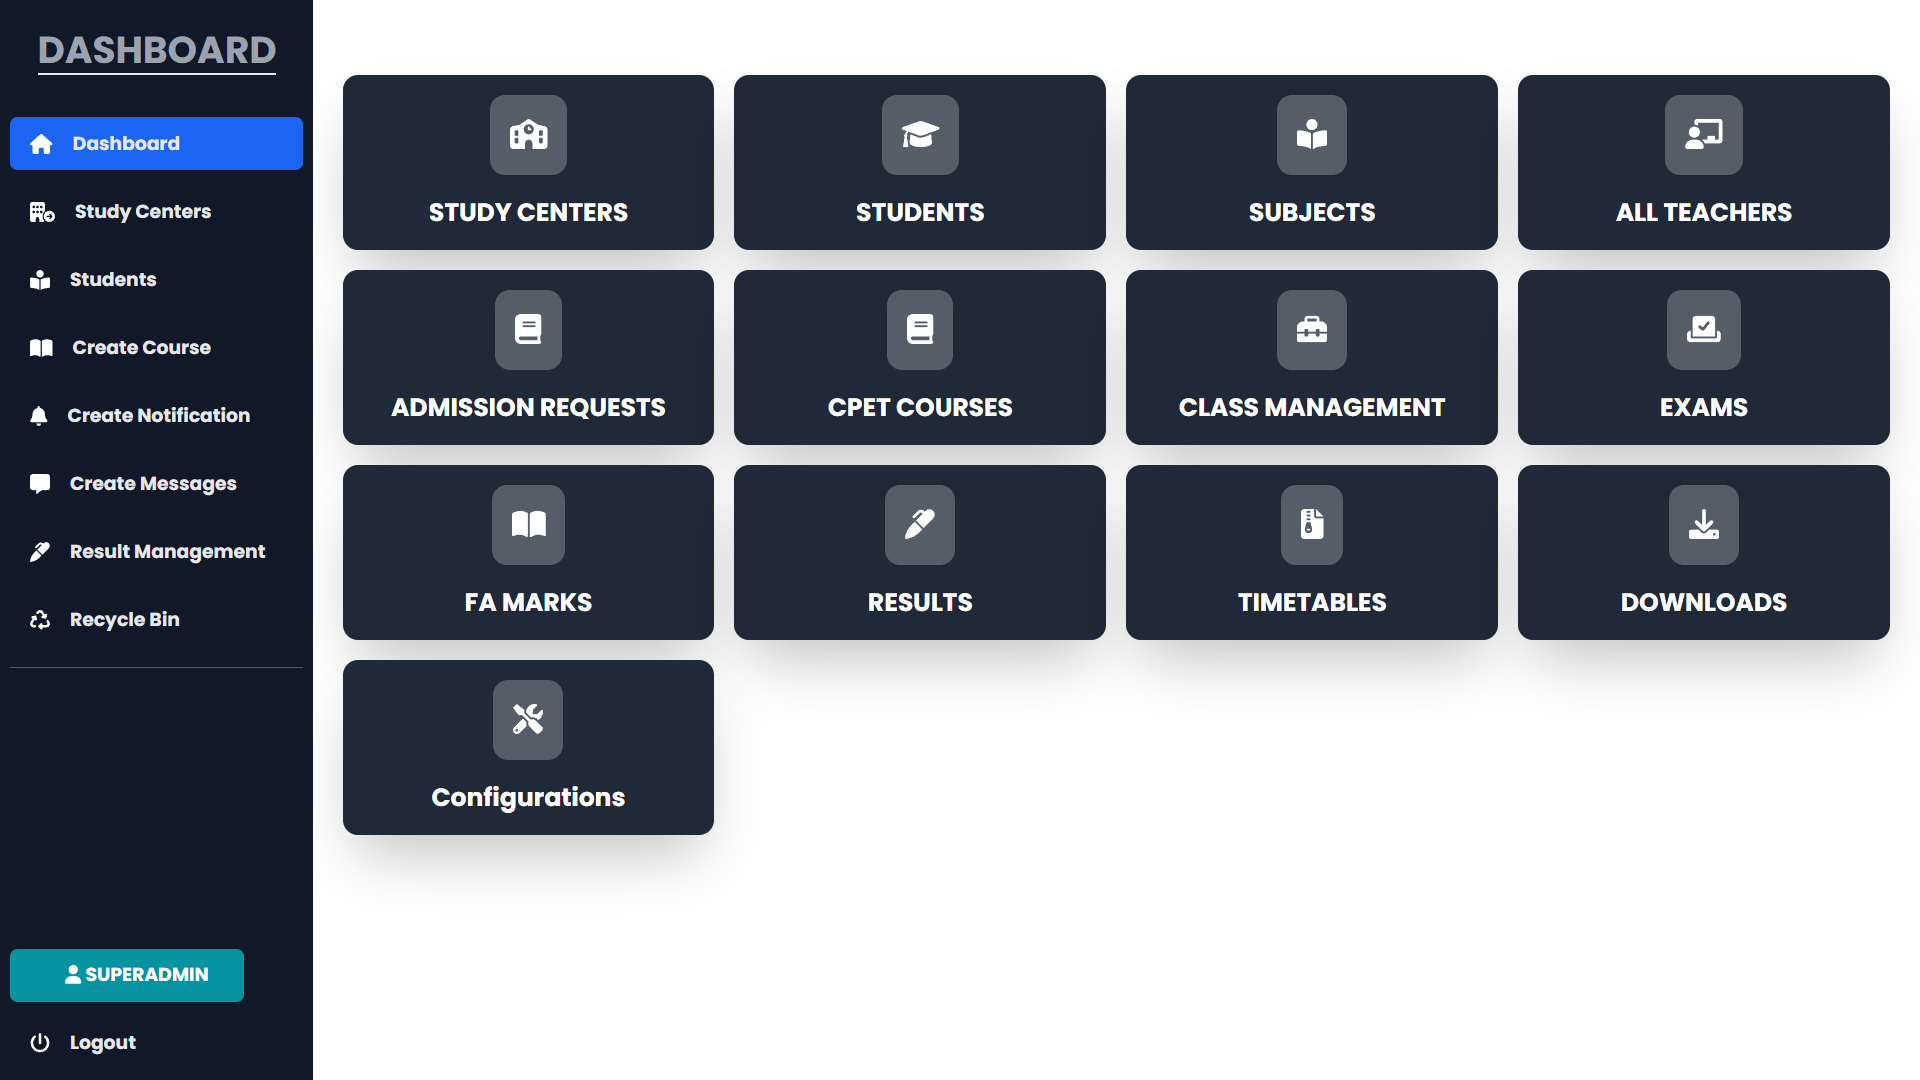 DASHBOARD
Dashboard
Study Centers
Students
Create Course
Create Notification
Create Messages
Result Management
Recycle Bin
SUPERADMIN
Logout
STUDY CENTERS
STUDENTS
SUBJECTS
ALL TEACHERS
ADMISSION REQUESTS
CPET COURSES
CLASS MANAGEMENT
EXAMS
FA MARKS
RESULTS
TIMETABLES
DOWNLOADS
Configurations